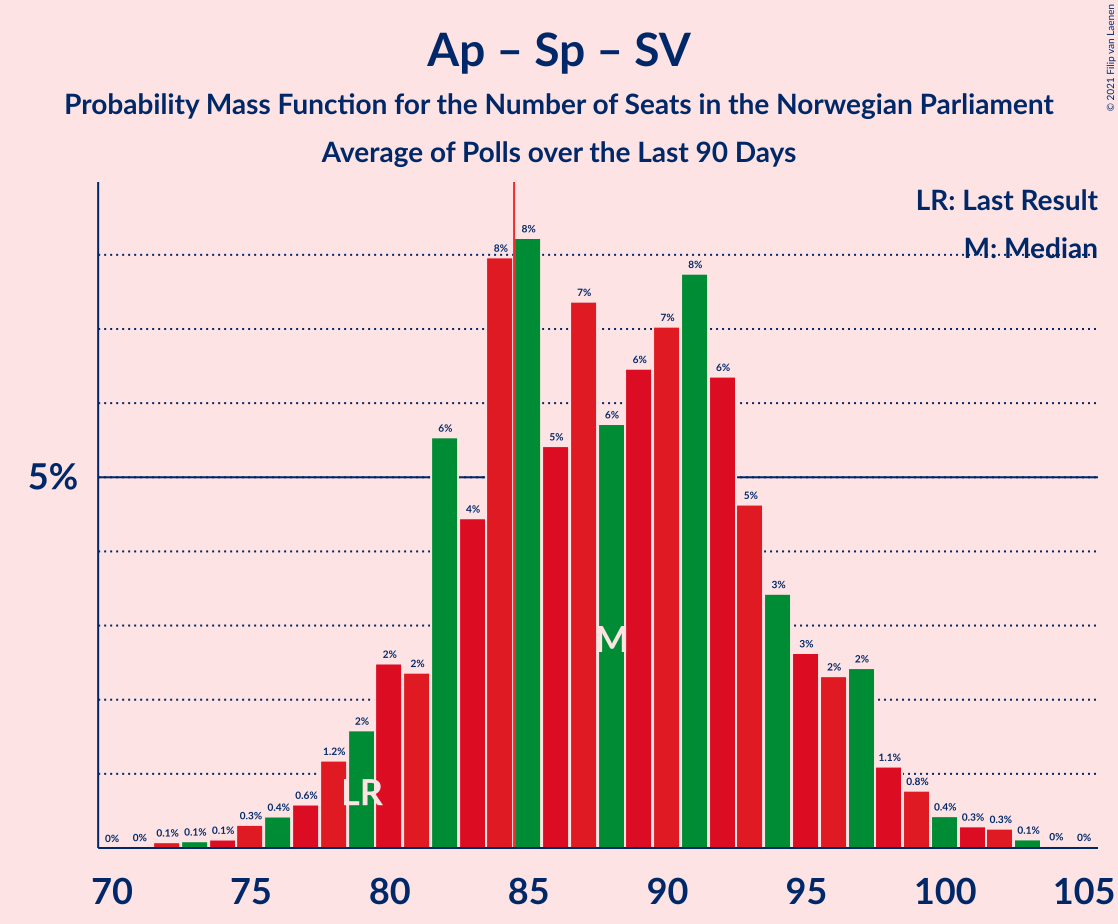 Ap – Sp – SV
Probability Mass Function for the Number of Seats in the Norwegian Parliament
Average of Polls over the Last 90 Days
© 2021 Filip van Laenen
LR: Last Result
M: Median
5%
0% 0% 0.1% 0.1% 0.1% 0.3% 0.4% 0.6% 1.2% 2% 2% 2% 6% 4% 8% 8% 5% 7% 6% 6% 7% 8% 6% 5% 3% 3% 2% 2% 1.1% 0.8% 0.4% 0.3% 0.3% 0.1% 0% 0%
M
LR
70 75 80 85 90 95 100 105